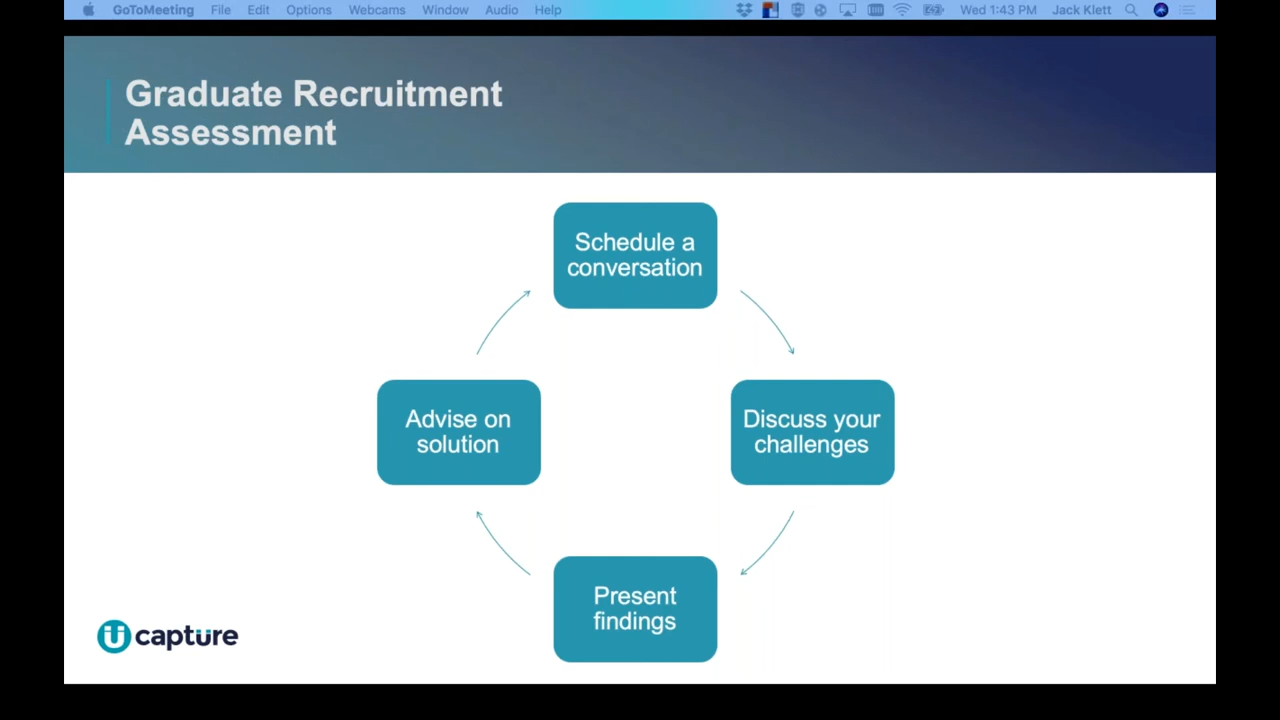 GoToMeeting File Edit Options Webcams Window Audio Help Wed 1:43 PM Jack Klett
Graduate Recruitment
Assessment
Schedule a
conversation
Advise on
solution
Discuss your
challenges
Present
findings
capture